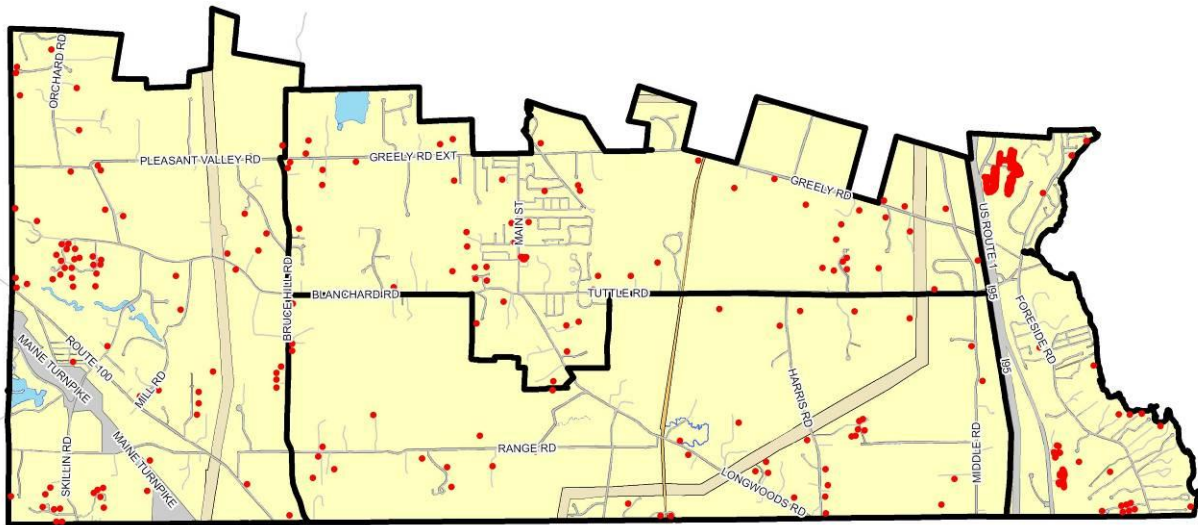 ORCHARD RD
PLEASANT VALLEY RD
GREELY RD EXT
GREELY RD
MAIN ST
US ROUTE 1
I95
BRUCE HILL RD
BLANCHARD RD
TUTTLE RD
FORESIDE RD
I95
ROUTE 100
MAINE TURNPIKE
MILL RD
HARRIS RD
MIDDLE RD
RANGE RD
SKILLIN RD
MAINE TURNPIKE
LONGWOODS RD